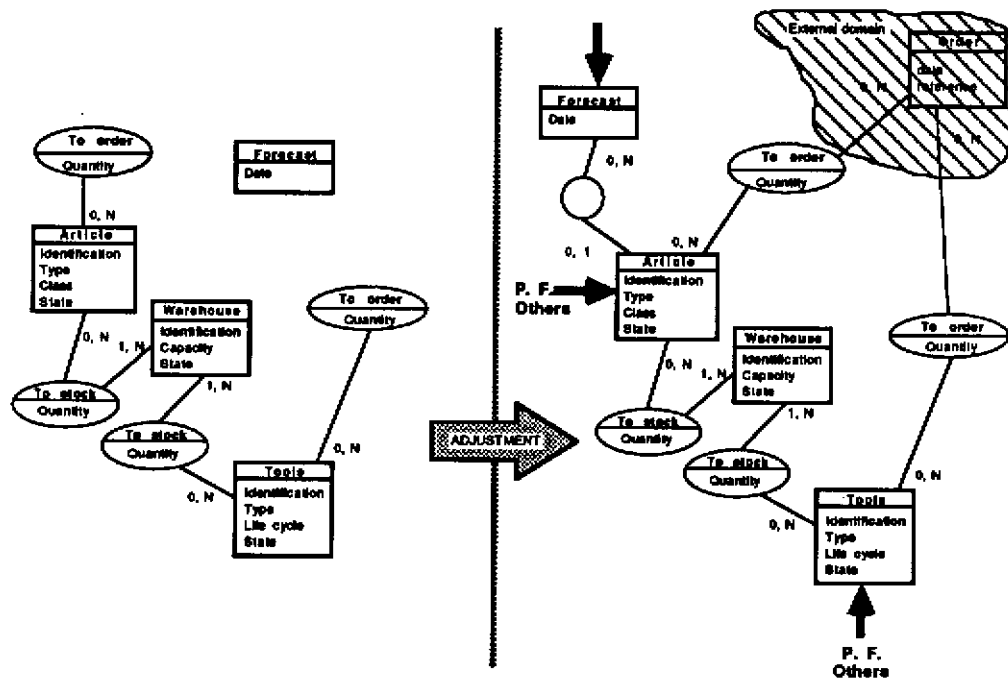 To order
Quantity
Forecast
Date
0, N
Article
Identification
Type
Class
State
0, N
1, N
Warehouse
Identification
Capacity
State
To order
Quantity
To stock
Quantity
1, N
To stock
Quantity
0, N
0, N
Tools
Identification
Type
Life cycle
State
ADJUSTMENT
External domain
Order
date
reference
0, N
0, N
Forecast
Date
0, N
To order
Quantity
0, 1
0, N
Article
Identification
Type
Class
State
P. F.
Others
0, N
1, N
Warehouse
Identification
Capacity
State
To order
Quantity
To stock
Quantity
1, N
To stock
Quantity
0, N
0, N
Tools
Identification
Type
Life cycle
State
P. F.
Others